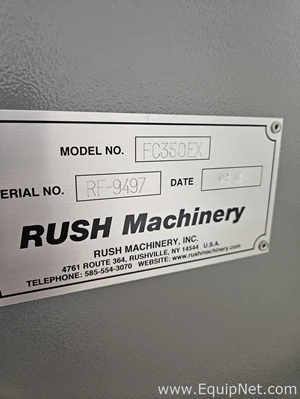 MODEL NO. FC350EX
ERIAL NO. RF-9497 DATE
RUSH Machinery
RUSH MACHINERY, INC.
4761 ROUTE 364, RUSHVILLE, NY 14544 U.S.A.
TELEPHONE: 585-554-3070 WEBSITE: www.rushmachinery.com
www.EquipNet.com